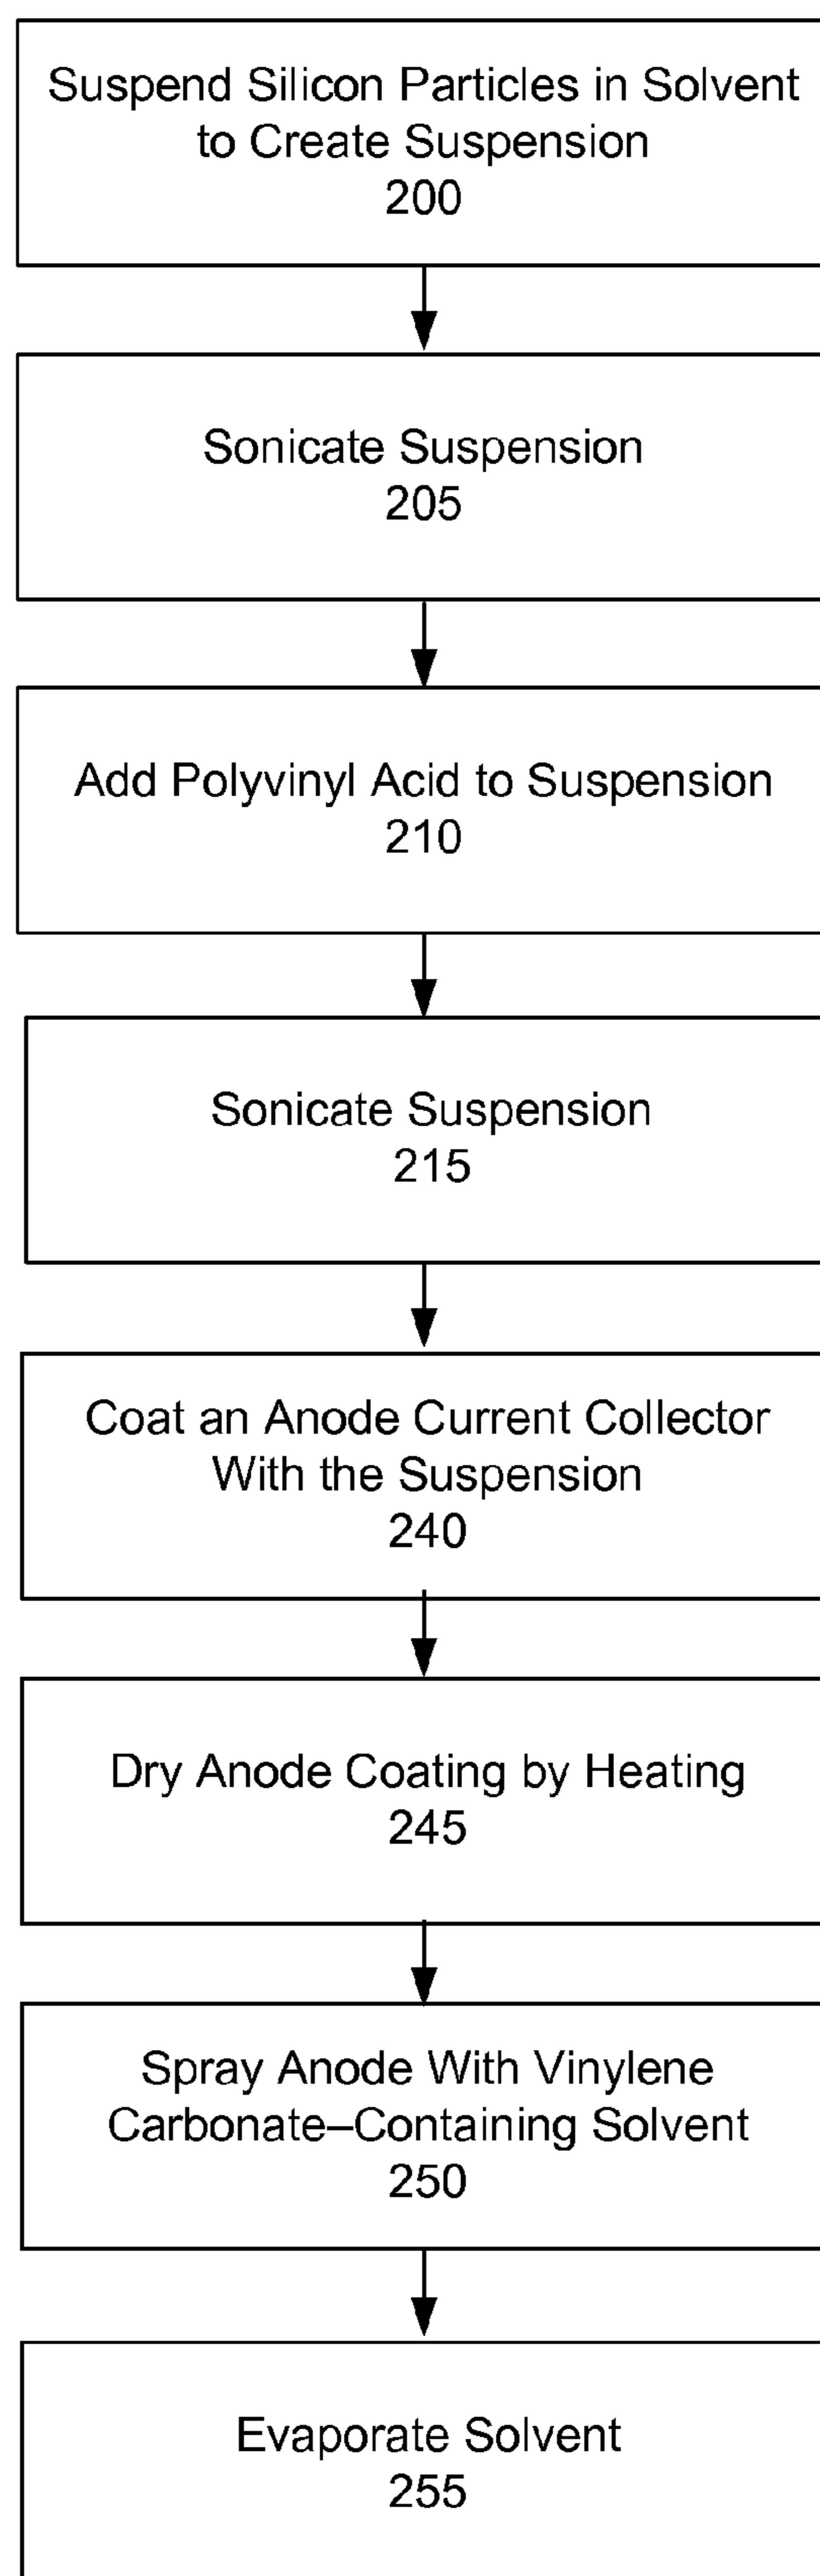 Suspend Silicon Particles in Solvent
to Create Suspension
200
Sonicate Suspension
205
Add Polyvinyl Acid to Suspension
210
Sonicate Suspension
215
Coat an Anode Current Collector
With the Suspension
240
Dry Anode Coating by Heating
245
Spray Anode With Vinylene
Carbonate–Containing Solvent
250
Evaporate Solvent
255